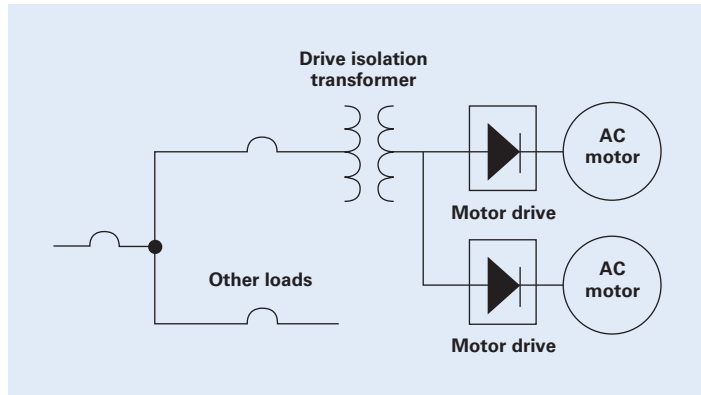 Drive isolation
transformer
AC
motor
Motor drive
Other loads
AC
motor
Motor drive